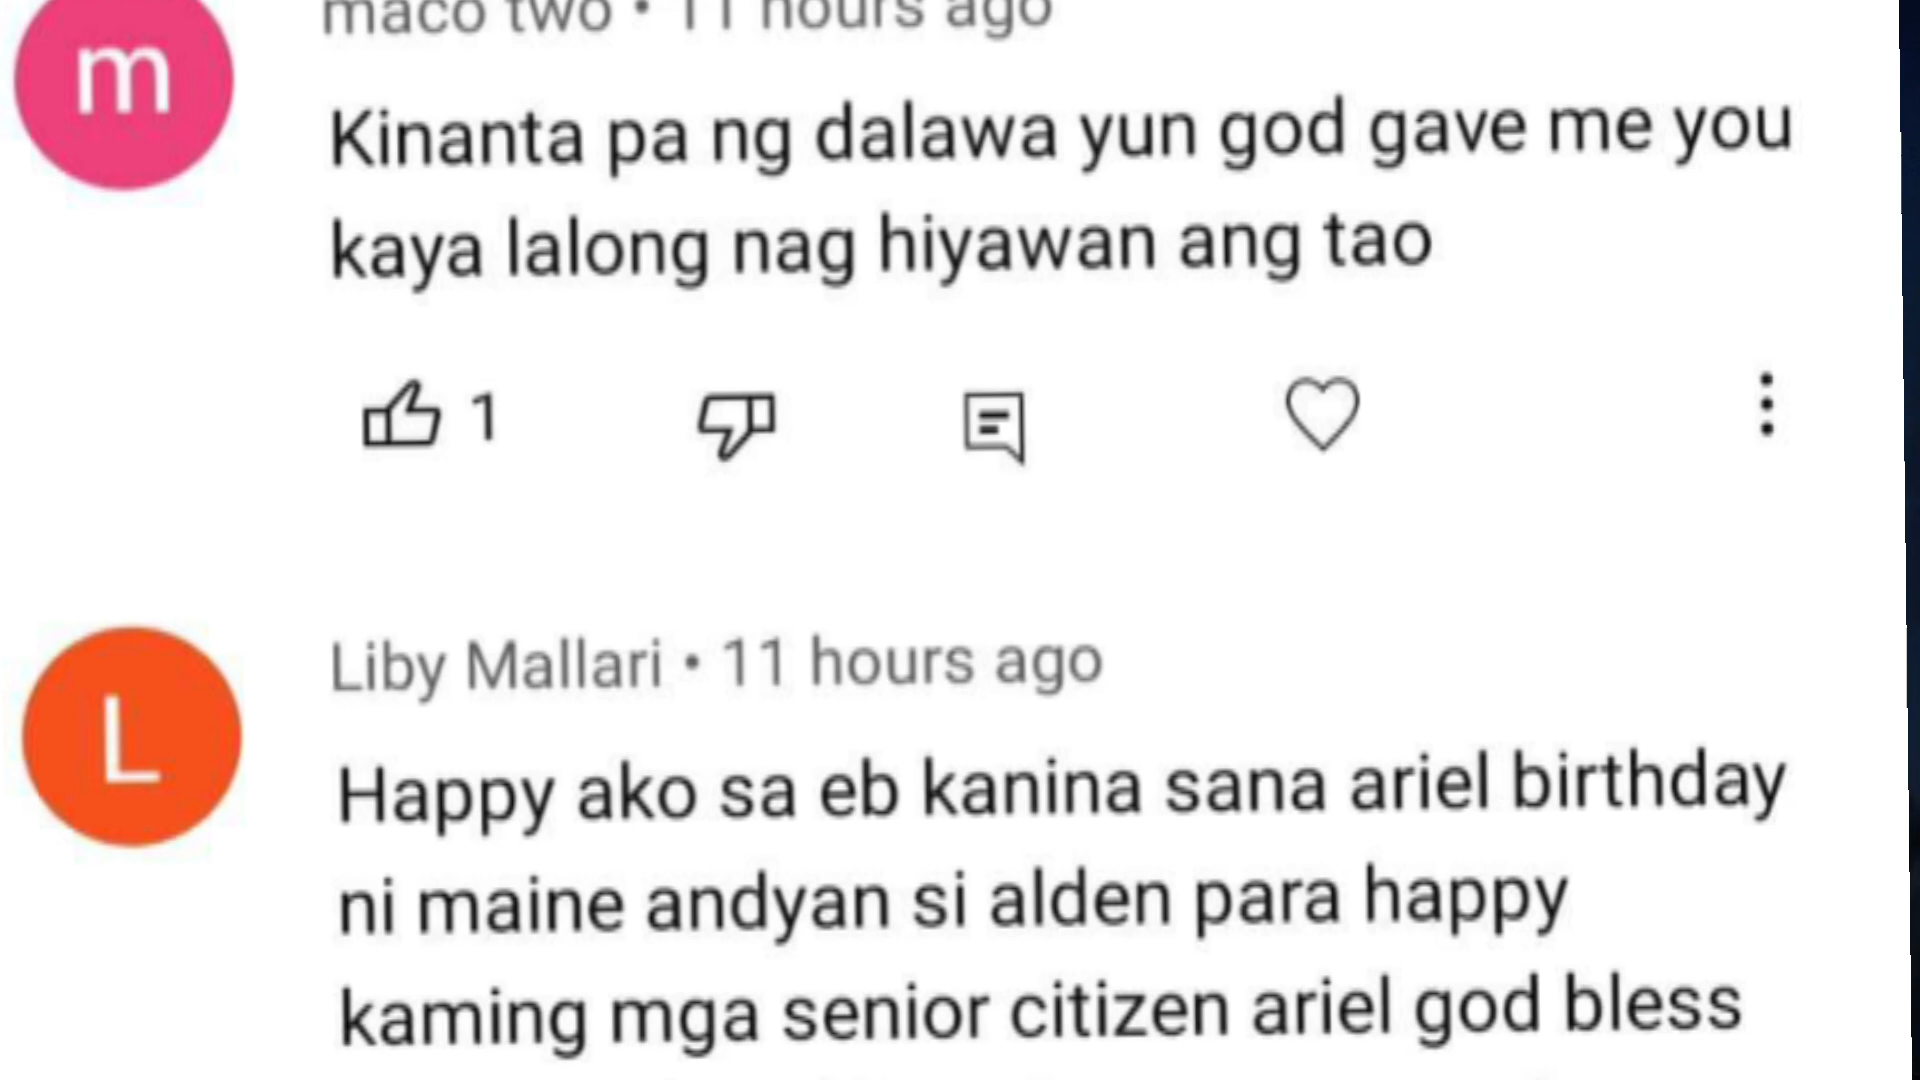 m
maco two • 11 hours ago
Kinanta pa ng dalawa yun god gave me you
kaya lalong nag hiyawan ang tao
1
L
Liby Mallari • 11 hours ago
Happy ako sa eb kanina sana ariel birthday
ni maine andyan si alden para happy
kaming mga senior citizen ariel god bless